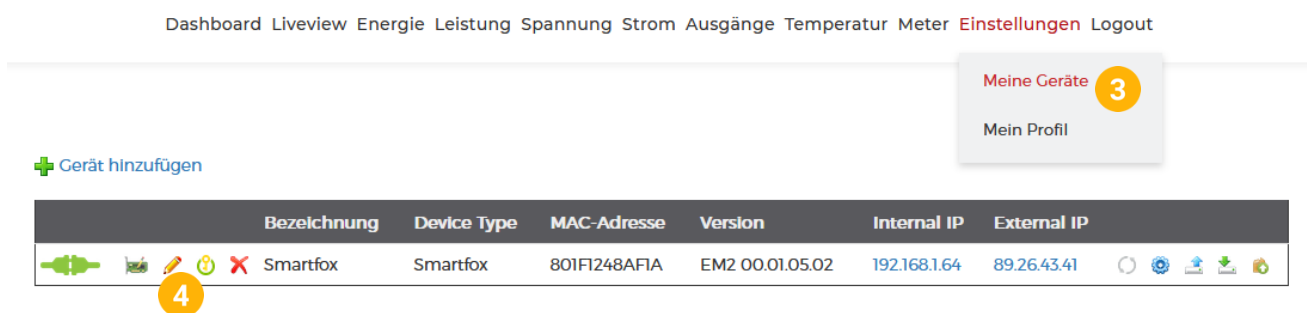 Dashboard Liveview Energie Leistung Spannung Strom Ausgänge Temperatur Meter Einstellungen Logout
Meine Geräte 3
Mein Profil
Gerät hinzufügen
Bezeichnung Device Type MAC-Adresse Version Internal IP External IP
Smartfox Smartfox 801F1248AF1A EM2 00.01.05.02 192.168.1.64 89.26.43.41
4